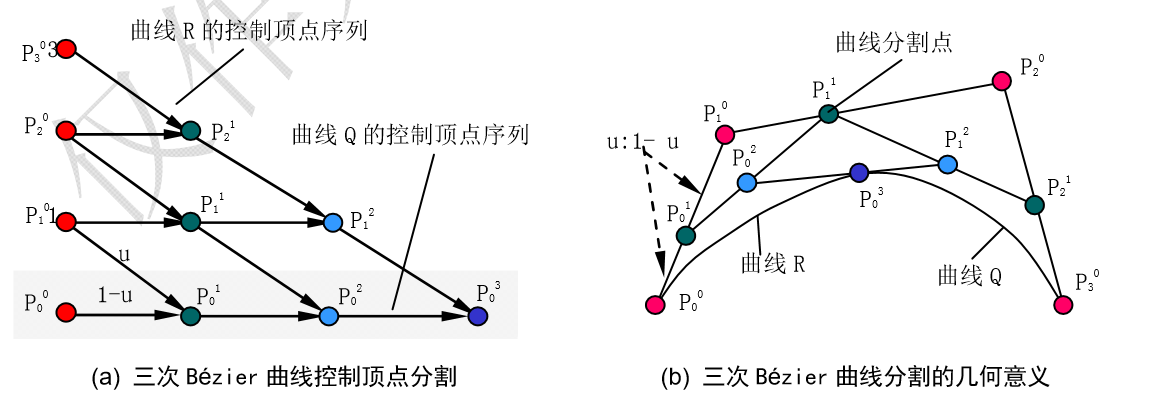 曲线 R 的控制顶点序列
P₃⁰3
P₂⁰
P₂¹
曲线 Q 的控制顶点序列
P₁⁰1
P₁¹
P₁²
u
P₀⁰
1-u
P₀¹
P₀²
P₀³
(a) 三次 Bézier 曲线控制顶点分割
曲线分割点
P₂⁰
P₁¹
P₁⁰
u:1- u
P₀²
P₁²
P₀³
P₂¹
P₀¹
曲线 R
曲线 Q
P₀⁰
P₃⁰
(b) 三次 Bézier 曲线分割的几何意义